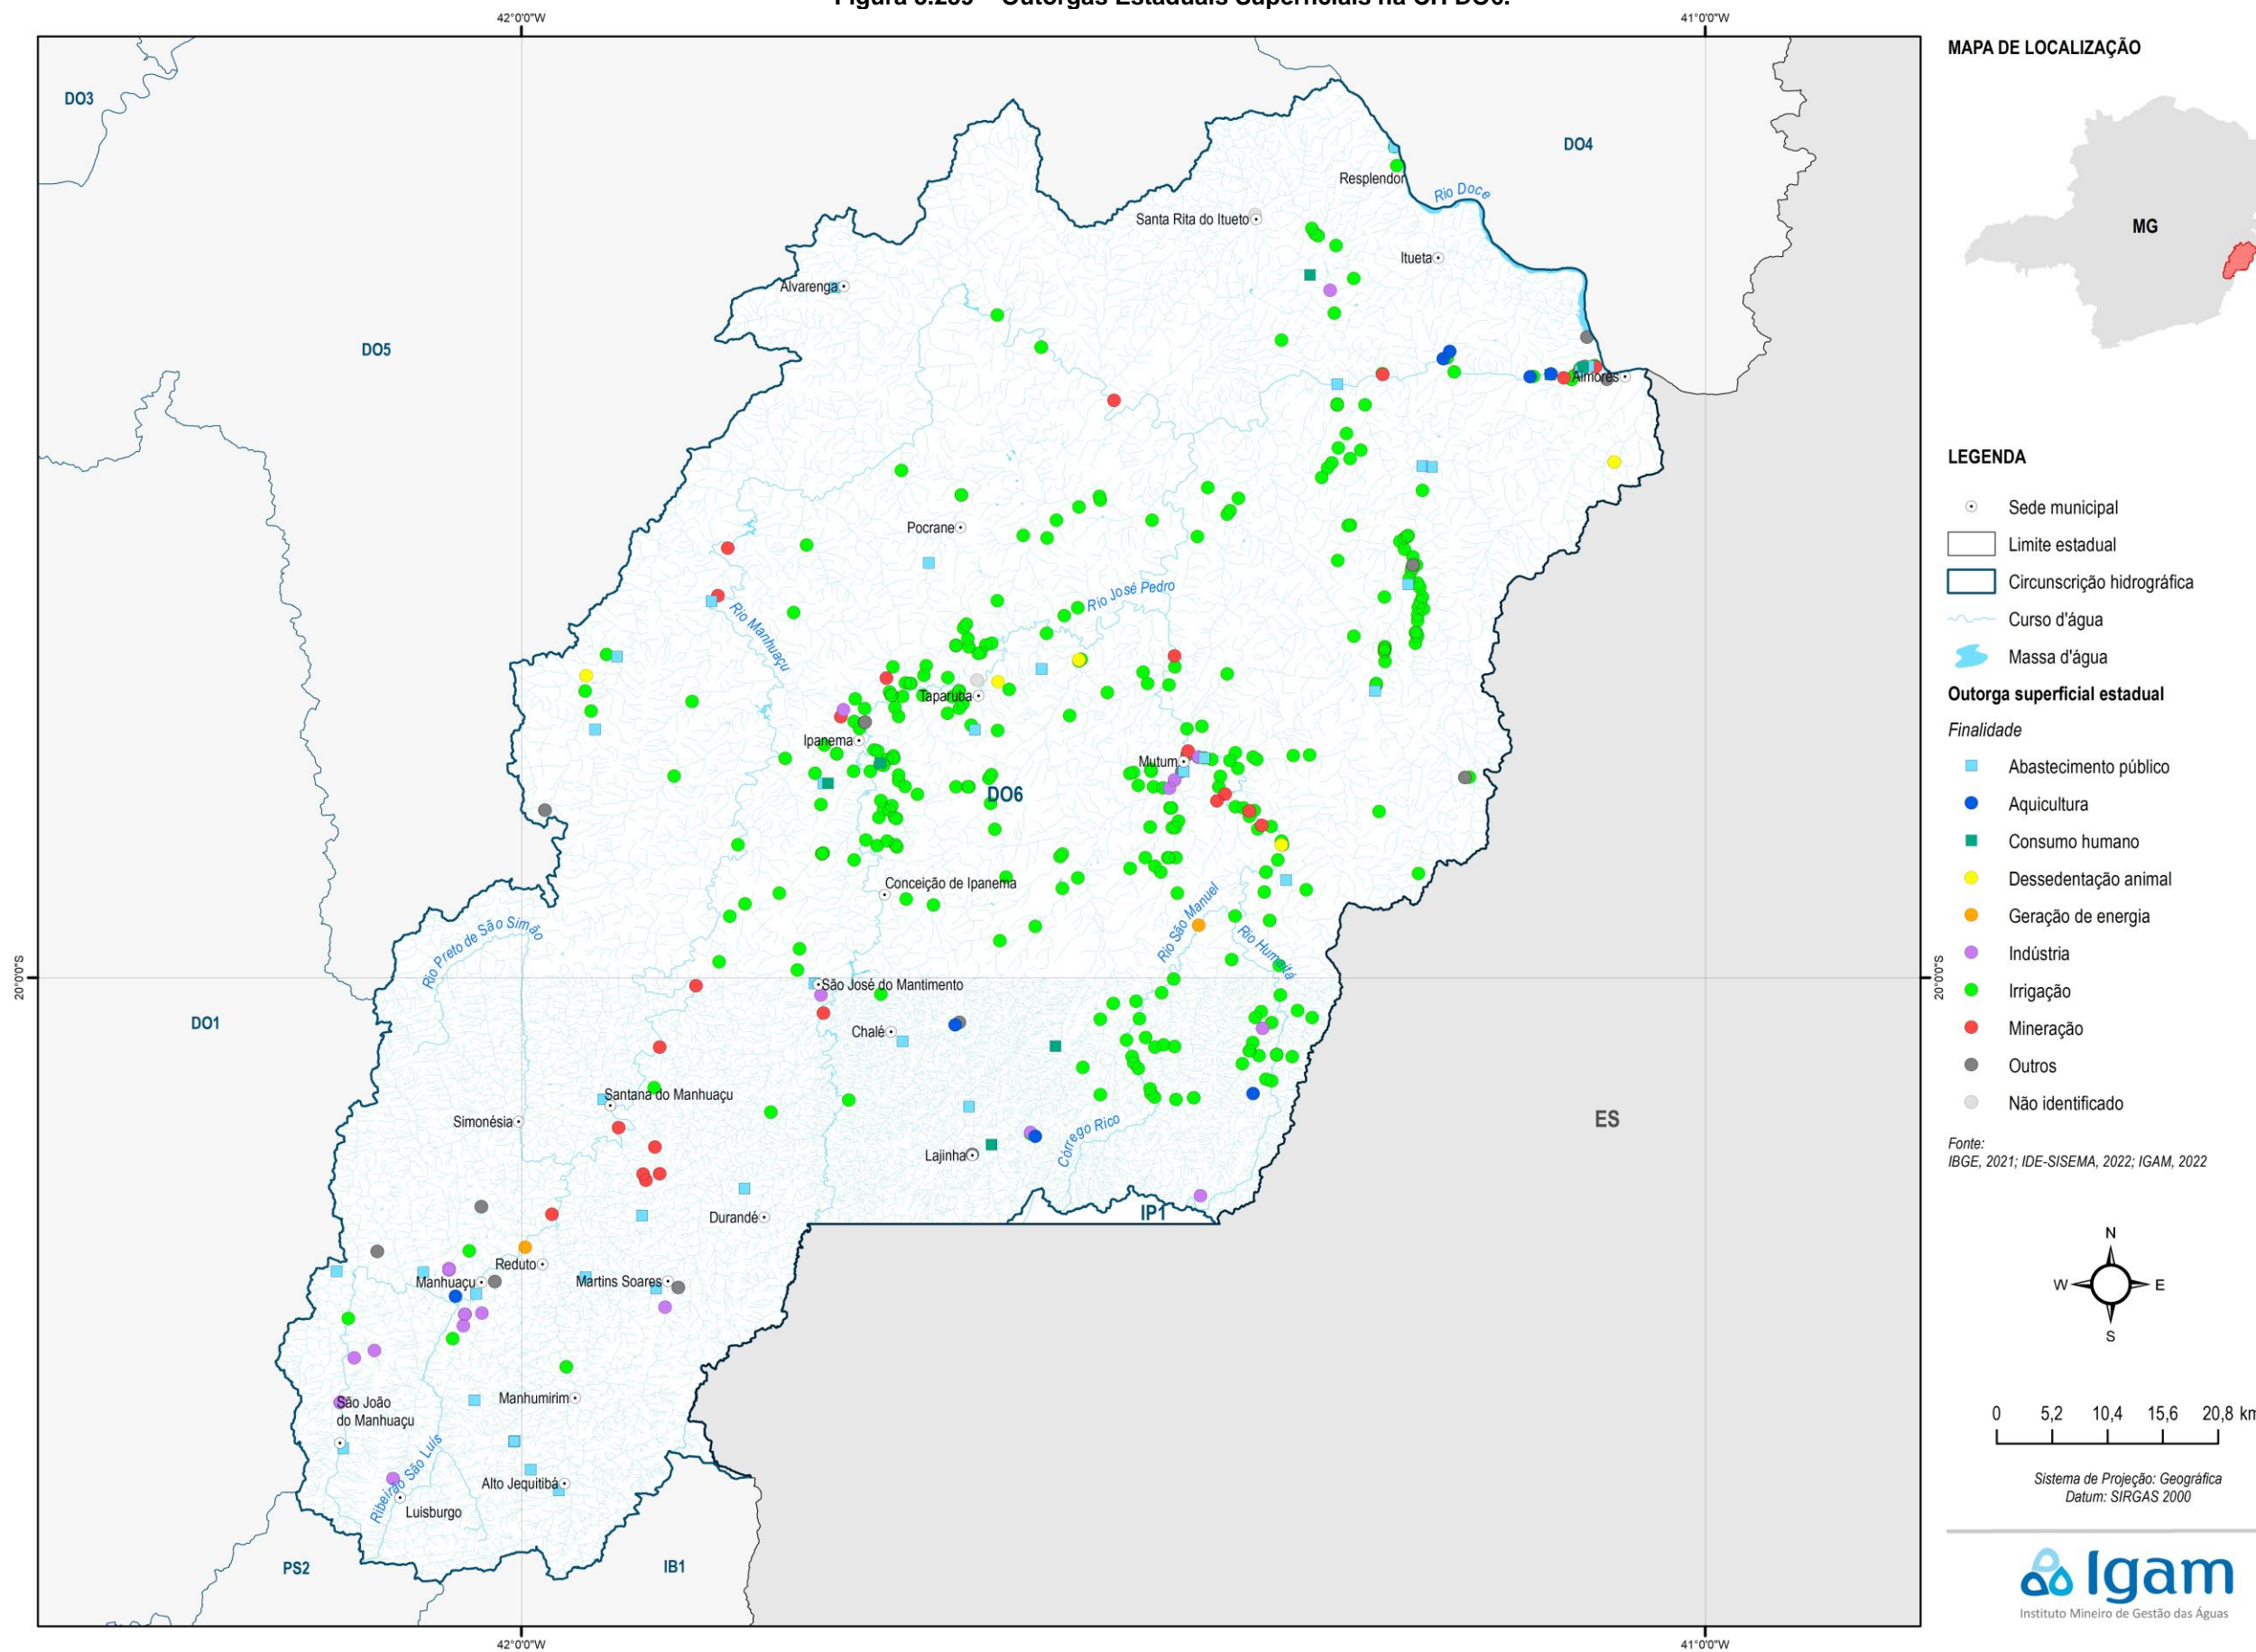 42°0'0"W
41°0'0"W
MAPA DE LOCALIZAÇÃO
DO3
DO4
Resplendor
Rio Doce
Santa Rita do Itueto
MG
Itueta
Alvarenga
DO5
Aimorés
LEGENDA
Sede municipal
Pocrane
Limite estadual
Circunscrição hidrográfica
Rio José Pedro
Curso d'água
Rio Manhuaçu
Massa d'água
Taparuba
Outorga superficial estadual
Finalidade
Ipanema
Mutum
Abastecimento público
DO6
Aquicultura
Consumo humano
Conceição de Ipanema
Dessedentação animal
Rio São Manuel
Geração de energia
Rio Preto de São Simão
Rio Humaitá
Indústria
20°0'0"S
20°0'0"S
São José do Mantimento
Irrigação
DO1
Chalé
Mineração
Outros
Santana do Manhuaçu
Não identificado
Simonésia
ES
Córrego Rico
Fonte:
IBGE, 2021; IDE-SISEMA, 2022; IGAM, 2022
Lajinha
Durandé
IP1
N
Reduto
Manhuaçu
Martins Soares
W
E
S
Manhumirim
São João
do Manhuaçu
0 5,2 10,4 15,6 20,8 km
Ribeirão São Luís
Alto Jequitibá
Sistema de Projeção: Geográfica
Datum: SIRGAS 2000
Luisburgo
PS2
IB1
Igam
Instituto Mineiro de Gestão das Águas
42°0'0"W
41°0'0"W